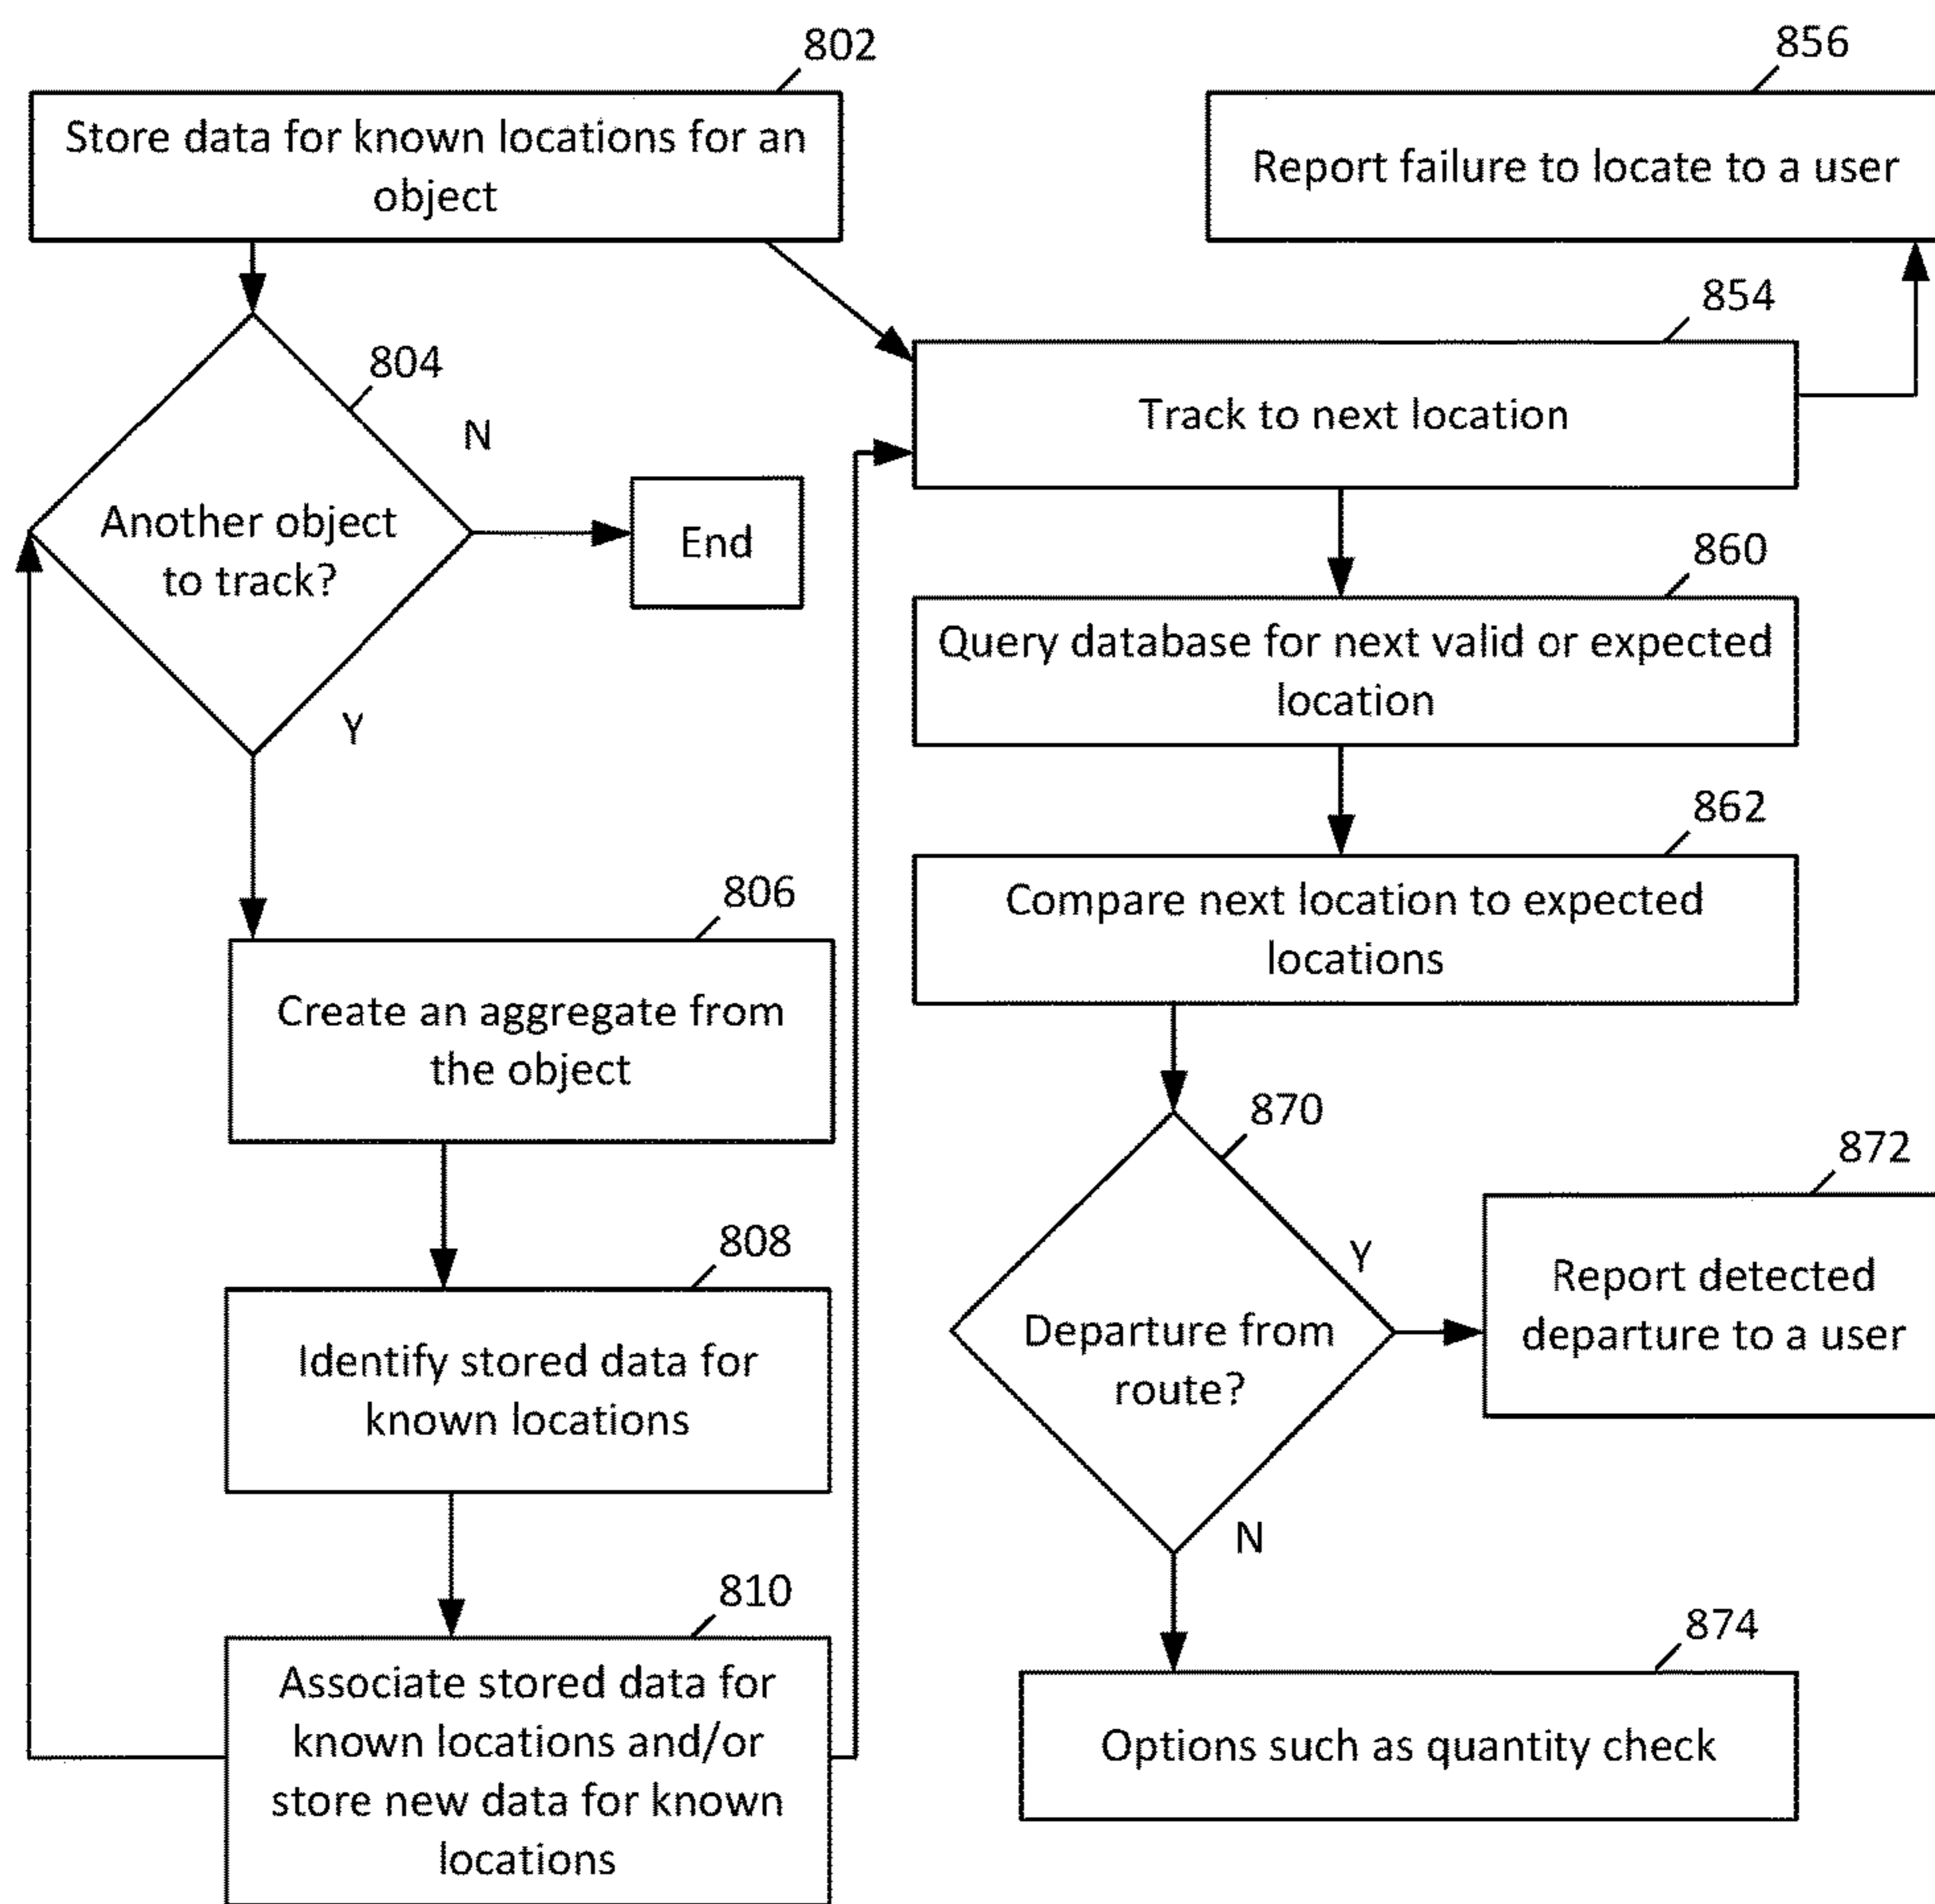 802
Store data for known locations for an
object
804
N
Another object
to track?
End
Y
806
Create an aggregate from
the object
808
Identify stored data for
known locations
810
Associate stored data for
known locations and/or
store new data for known
locations
856
Report failure to locate to a user
854
Track to next location
860
Query database for next valid or expected
location
862
Compare next location to expected
locations
870
Departure from
route?
Y
872
Report detected
departure to a user
N
874
Options such as quantity check